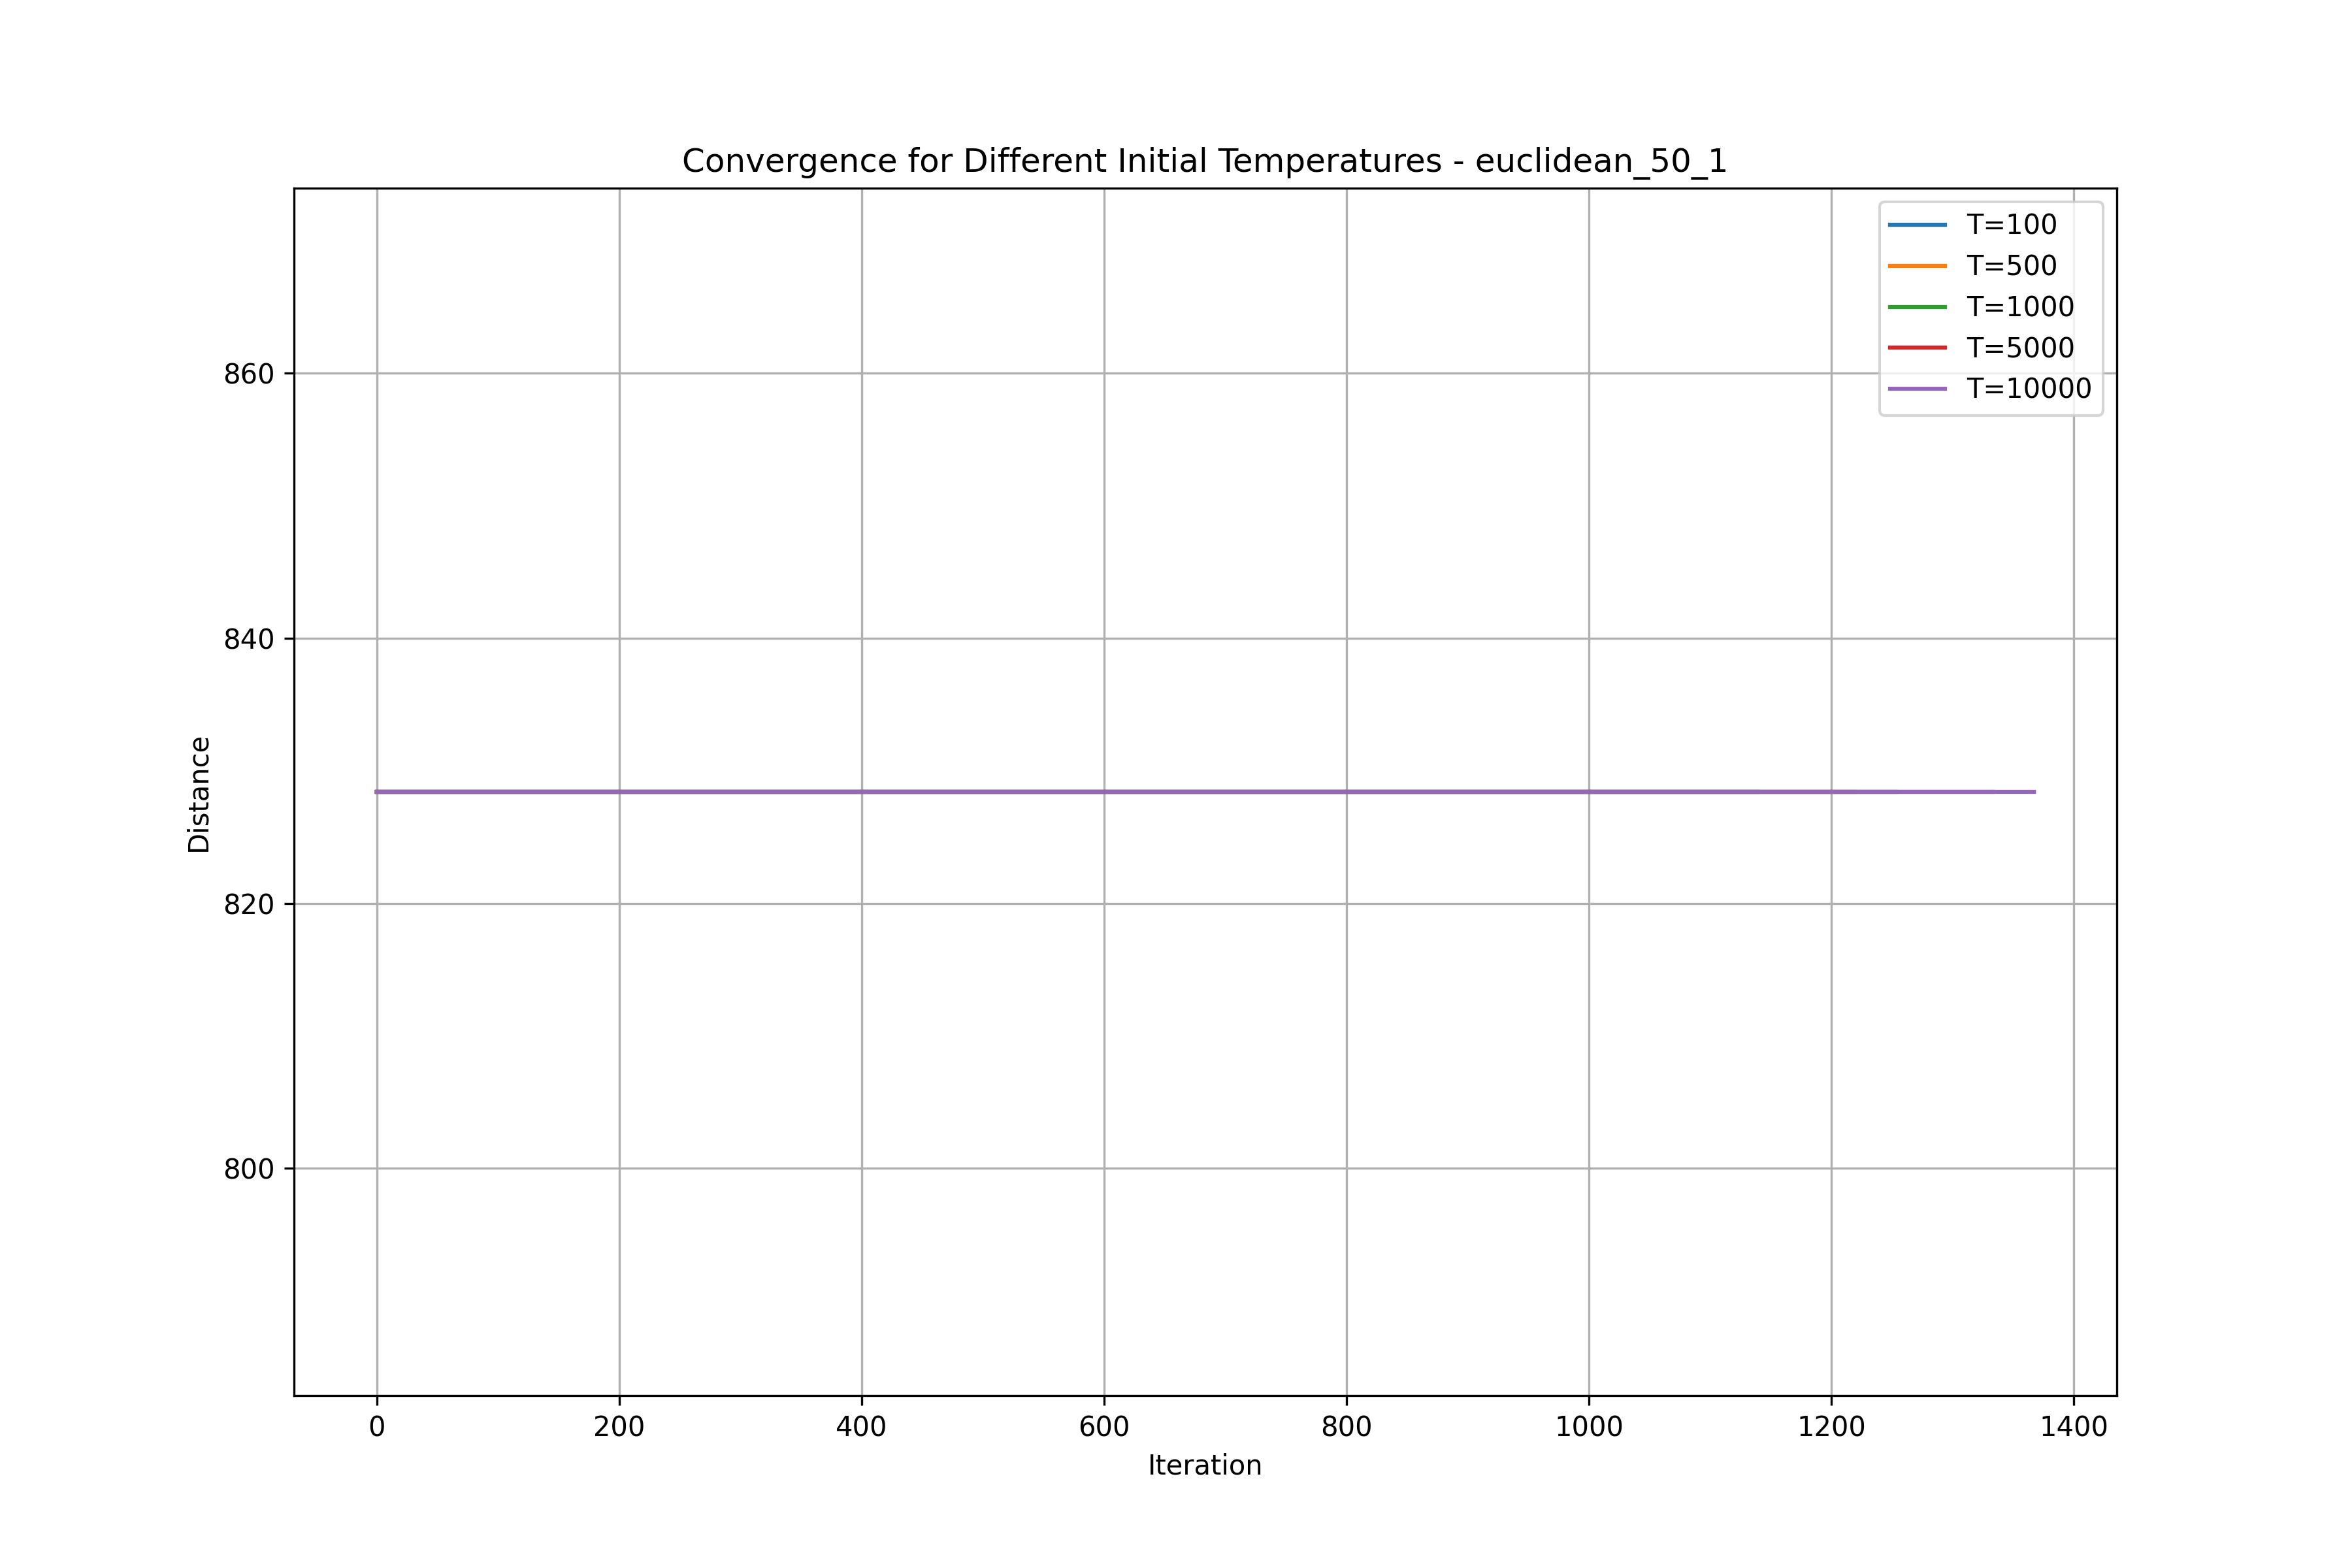 Convergence for Different Initial Temperatures - euclidean_50_1
T=100
T=500
T=1000
T=5000
T=10000
860
840
820
800
Distance
0 200 400 600 800 1000 1200 1400
Iteration